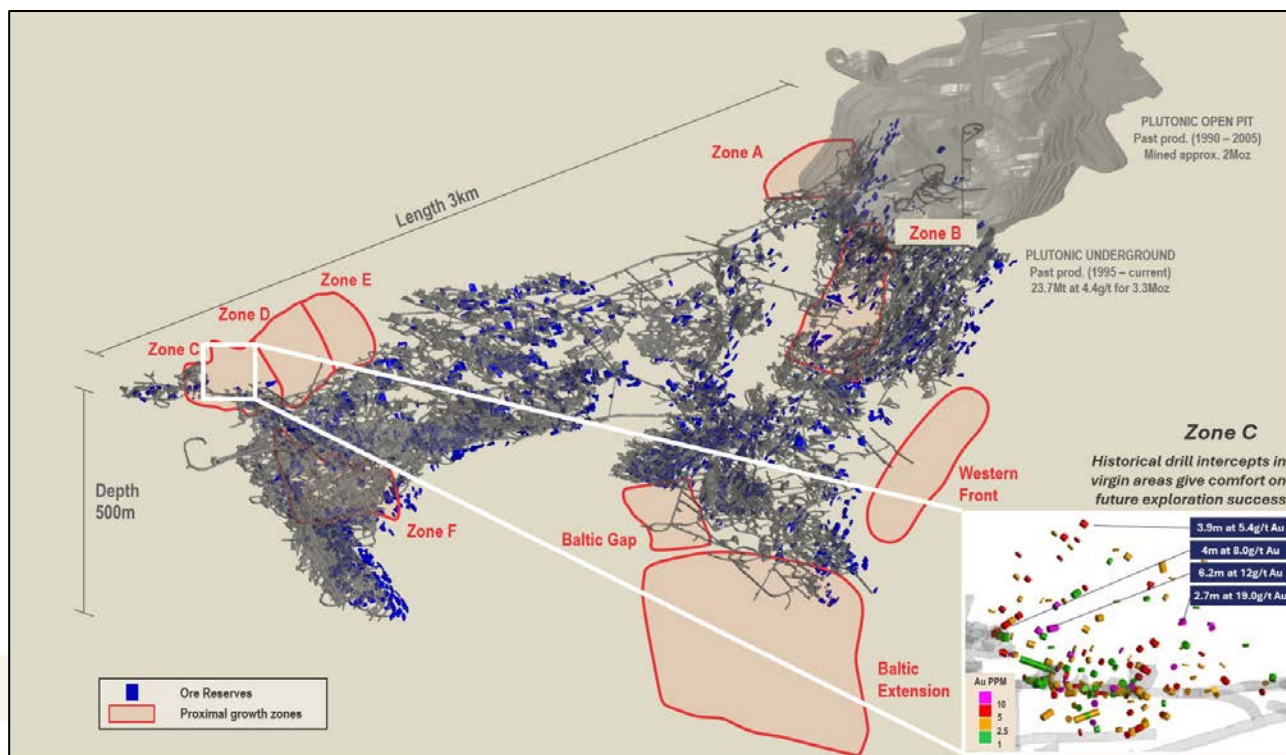 PLUTONIC OPEN PIT
Past prod. (1990 – 2005)
Mined approx. 2Moz
Zone A
Length 3km
Zone B
PLUTONIC UNDERGROUND
Past prod. (1995 – current)
23.7Mt at 4.4g/t for 3.3Moz
Zone E
Zone D
Zone C
Depth
500m
Zone F
Western
Front
Baltic Gap
Baltic
Extension
Zone C
Historical drill intercepts in
virgin areas give comfort on
future exploration success
3.9m at 5.4g/t Au
4m at 8.0g/t Au
6.2m at 12g/t Au
2.7m at 19.0g/t Au
Au PPM
10
5
2.5
1
Ore Reserves
Proximal growth zones